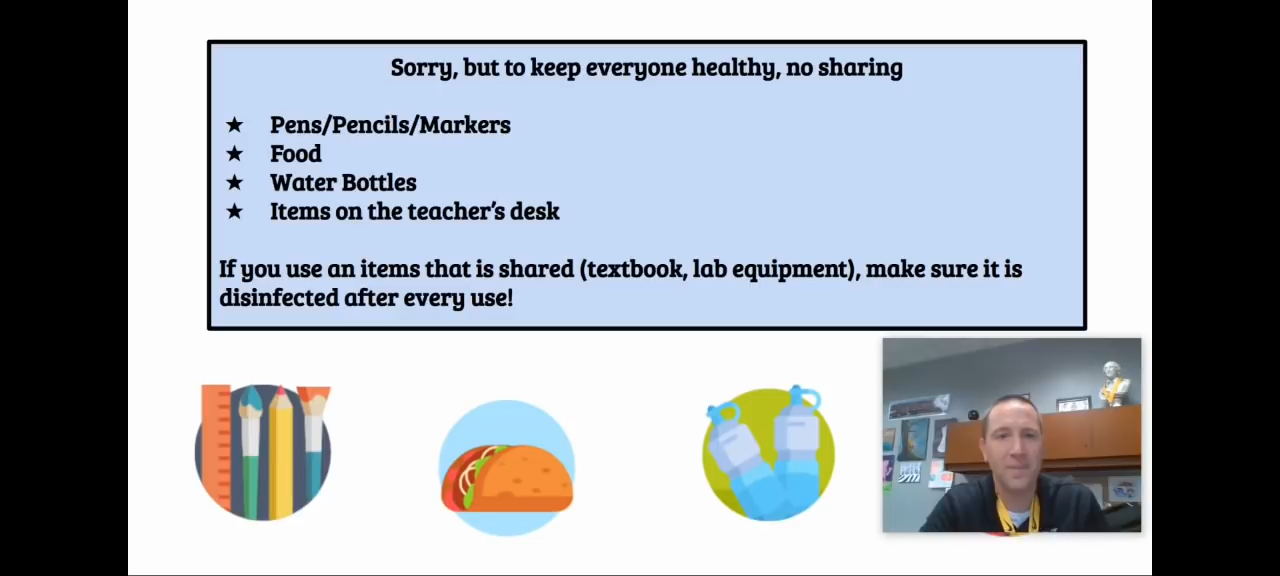 Sorry, but to keep everyone healthy, no sharing
★ Pens/Pencils/Markers
★ Food
★ Water Bottles
★ Items on the teacher's desk
If you use an items that is shared (textbook, lab equipment), make sure it is
disinfected after every use!